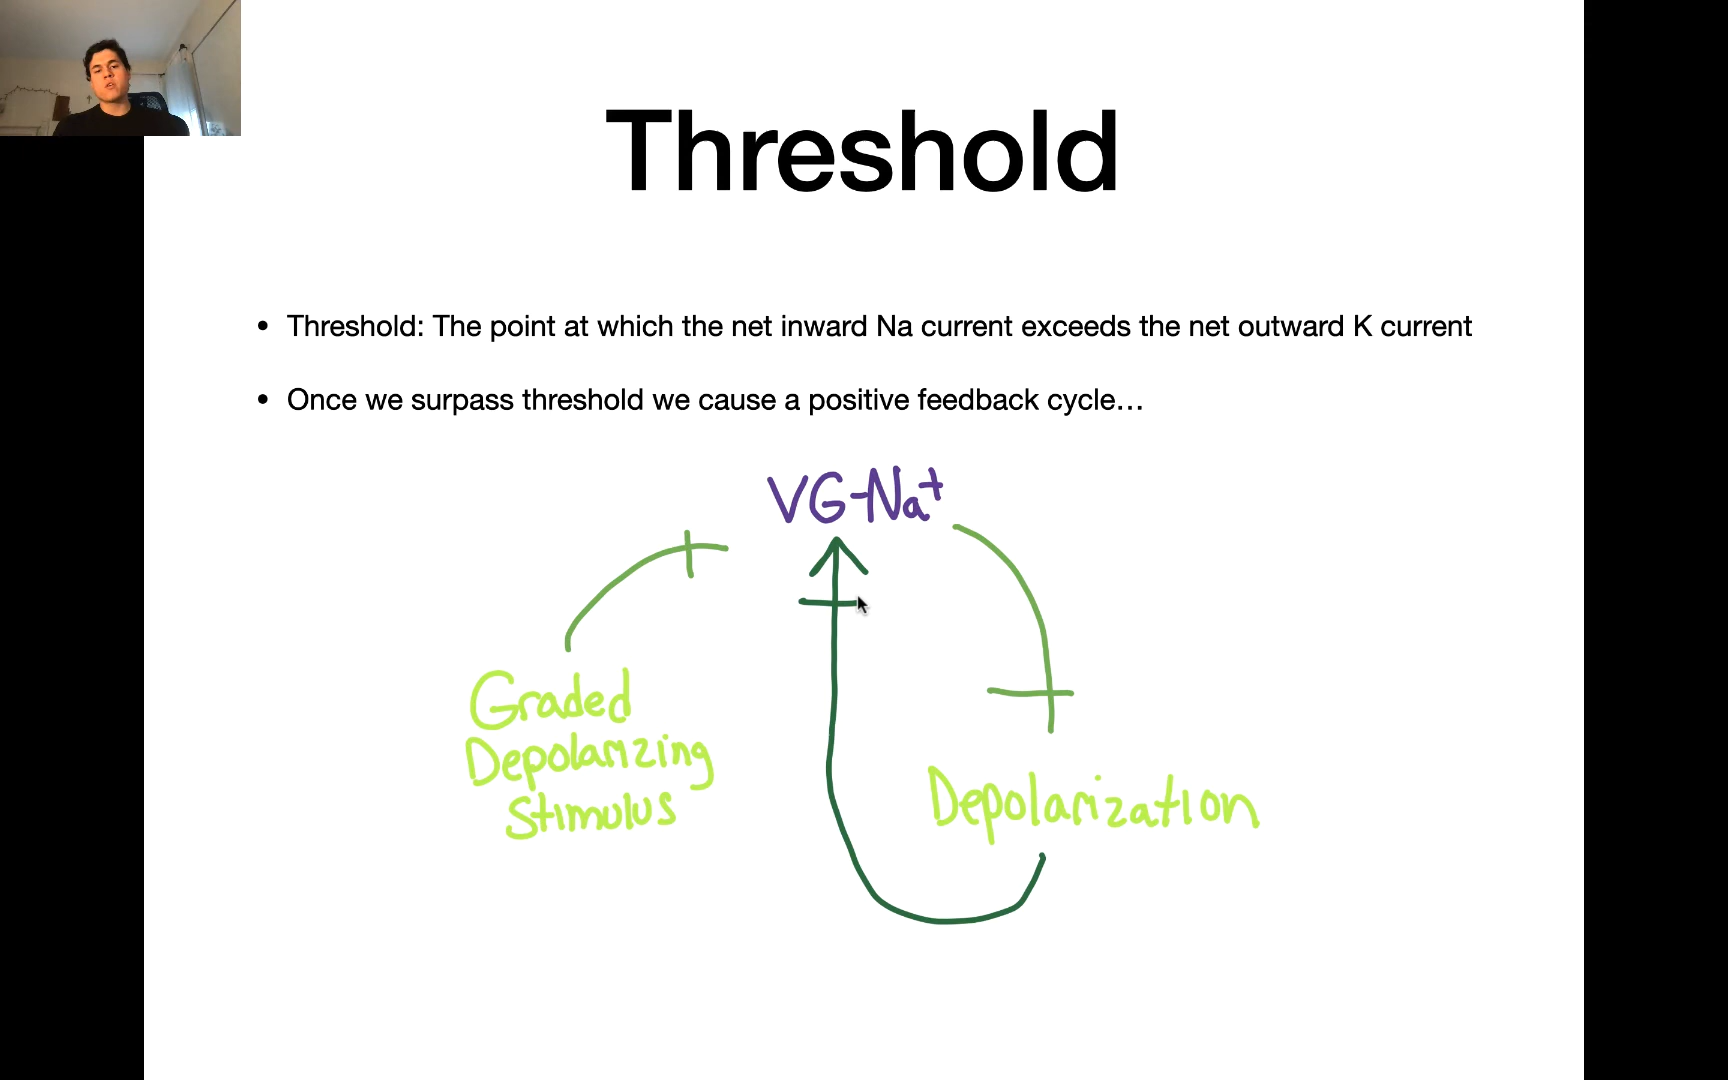 Threshold
• Threshold: The point at which the net inward Na current exceeds the net outward K current
• Once we surpass threshold we cause a positive feedback cycle…
VG-Na+
Graded
Depolarizing
Stimulus
Depolarization